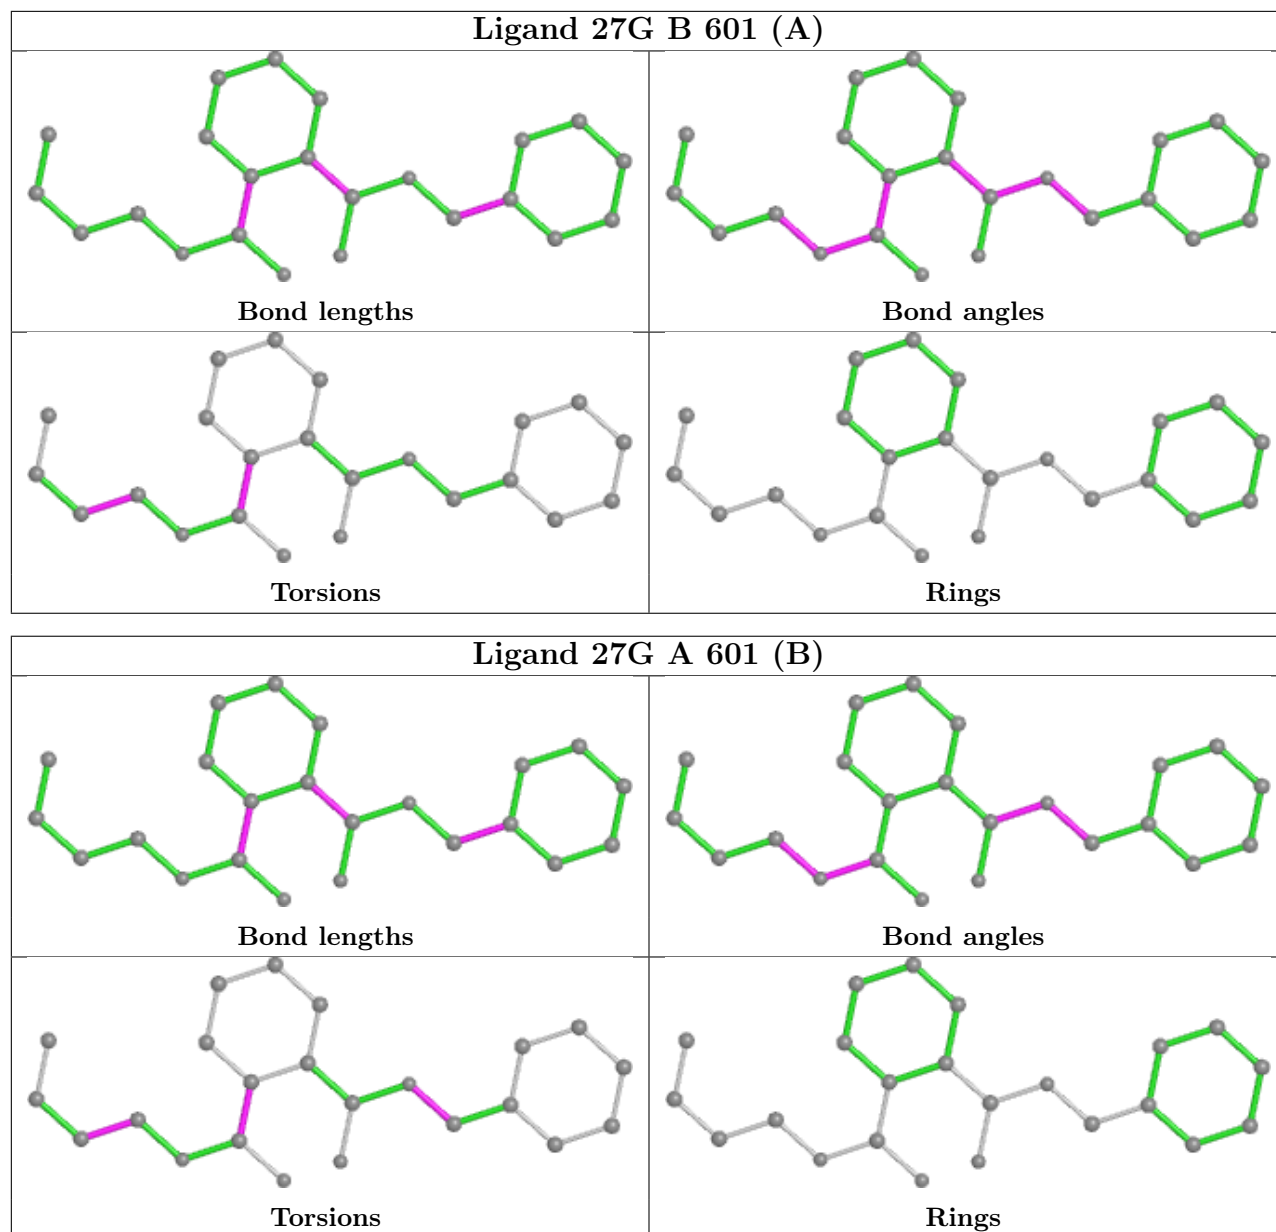 Ligand 27G B 601 (A)
Bond lengths
Bond angles
Torsions
Rings
Ligand 27G A 601 (B)
Bond lengths
Bond angles
Torsions
Rings